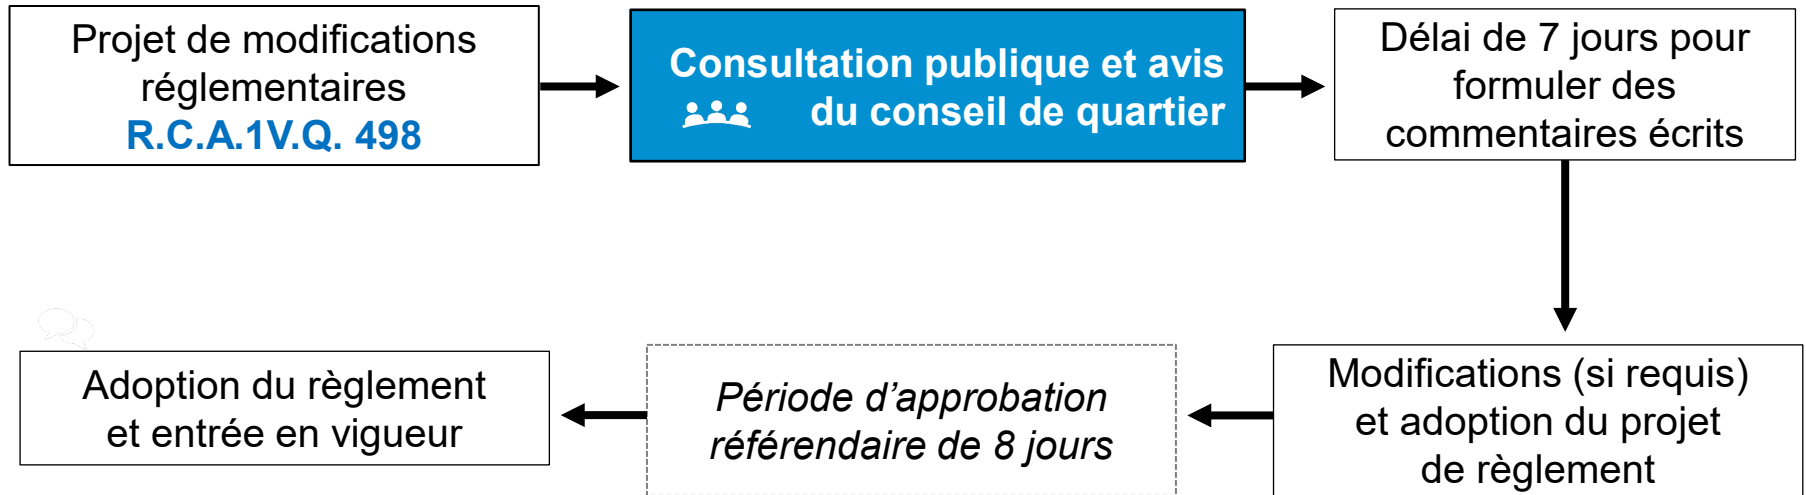 Projet de modifications
réglementaires
R.C.A.1V.Q. 498
Consultation publique et avis
du conseil de quartier
Délai de 7 jours pour
formuler des
commentaires écrits
Modifications (si requis)
et adoption du projet
de règlement
Période d'approbation
référendaire de 8 jours
Adoption du règlement
et entrée en vigueur